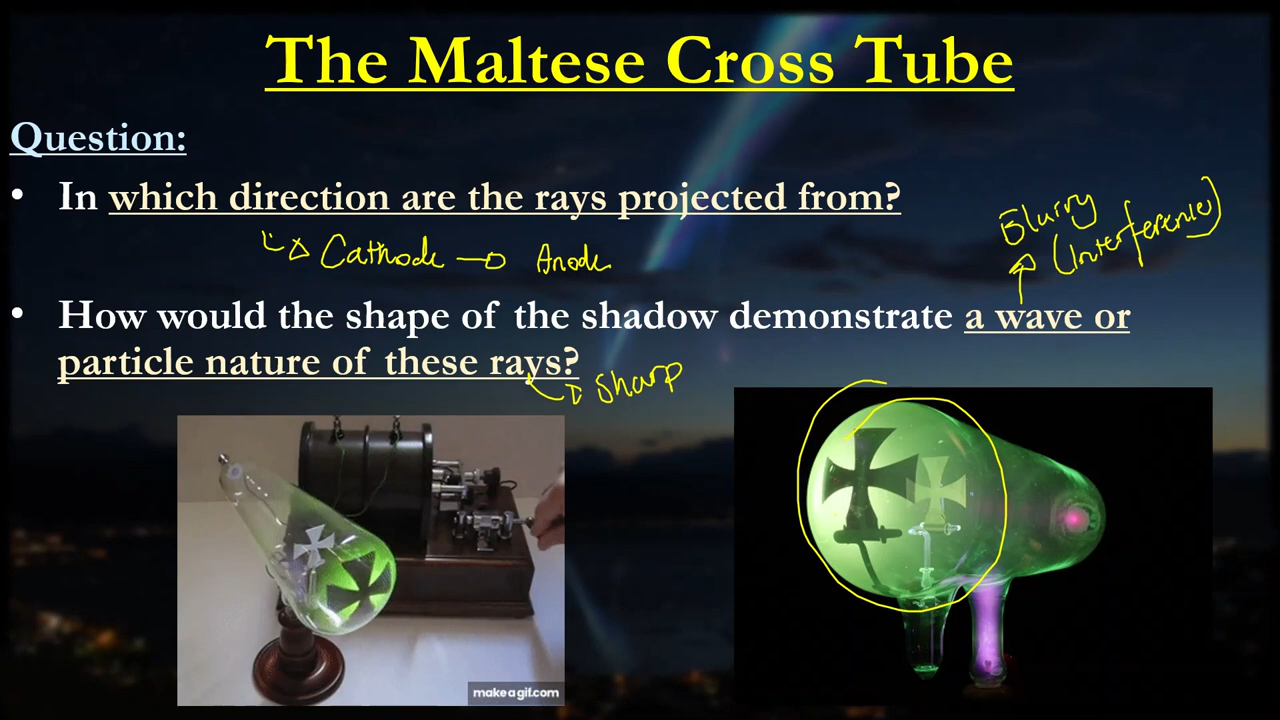 The Maltese Cross Tube
Question:
• In which direction are the rays projected from?
Cathode → Anode
Blurry
(Interference)
• How would the shape of the shadow demonstrate a wave or
particle nature of these rays?
Sharp
makeagif.com